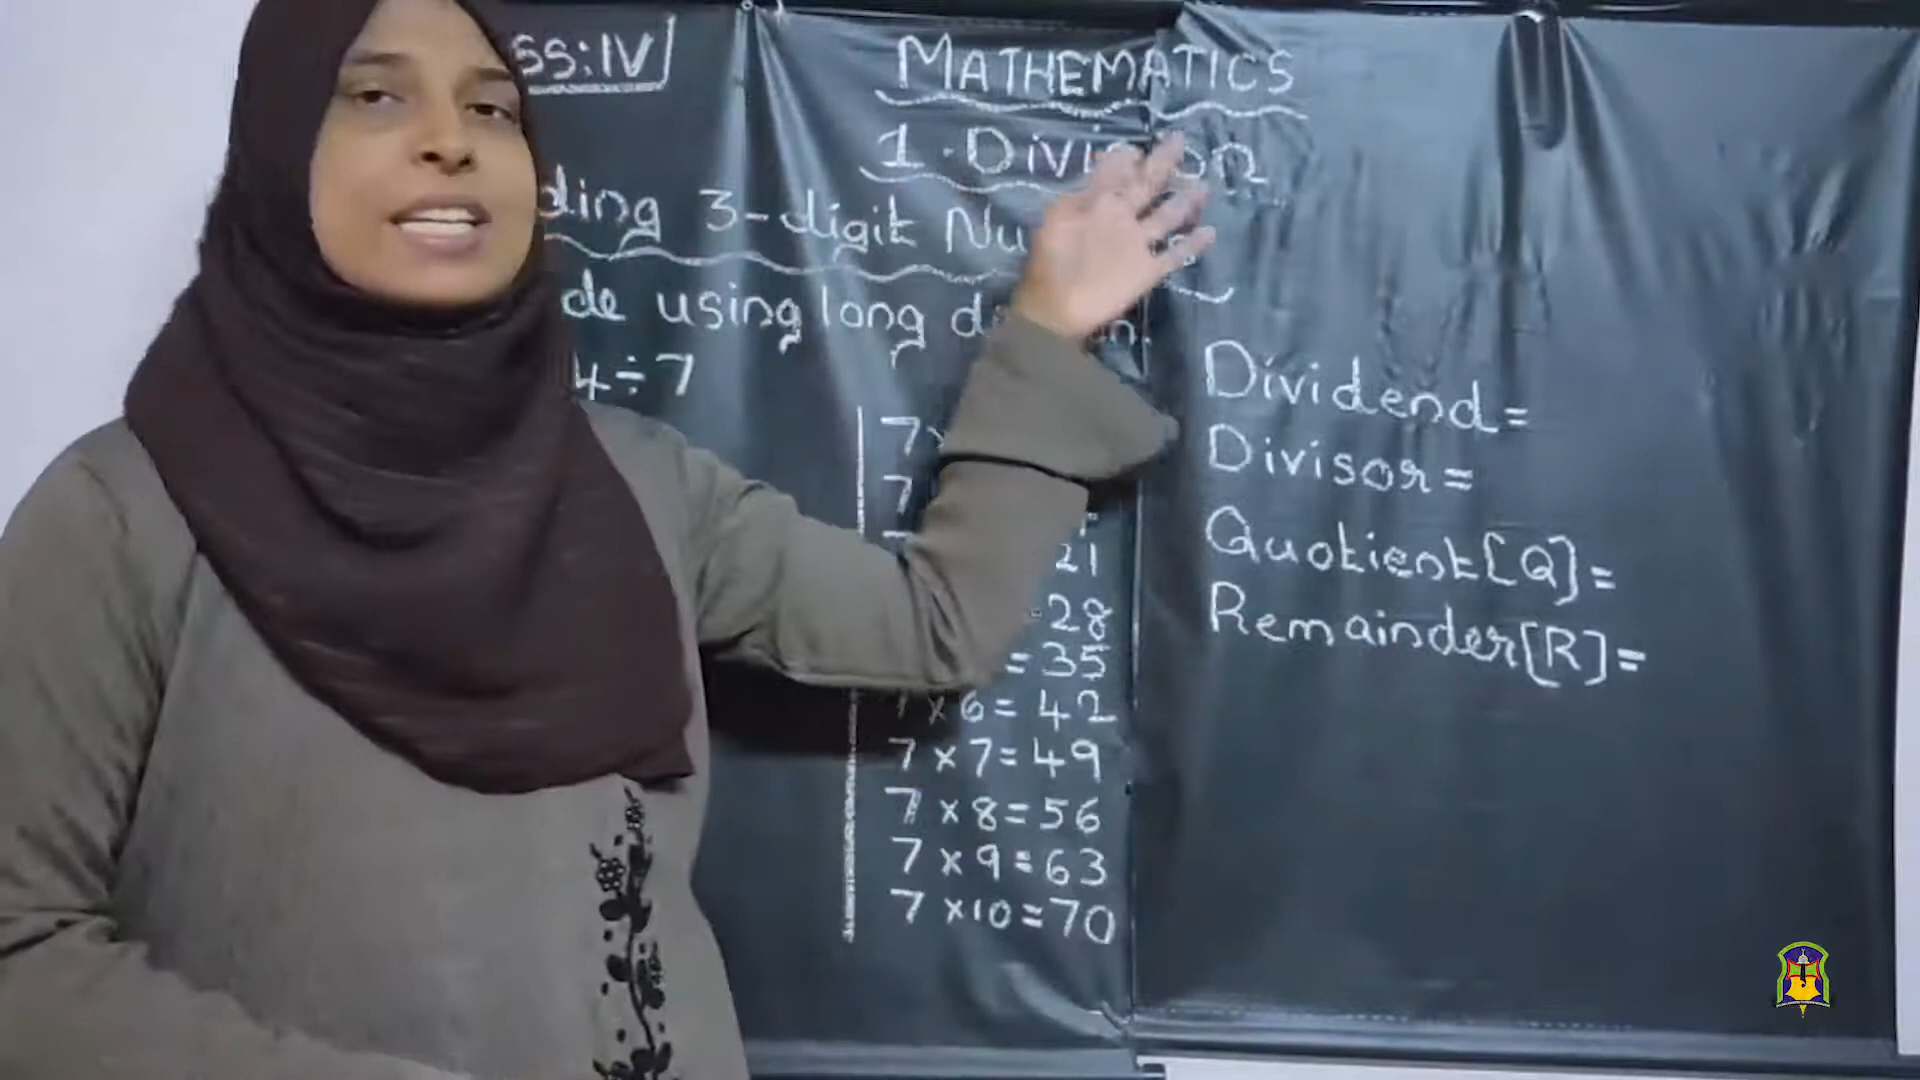 ss:IV
MATHEMATICS
1. Division
ding 3-digit Nu
de using long d n.
4÷7
7×
7
21
28
= 35
7 × 6 = 42
7 × 7 = 49
7 × 8 = 56
7 × 9 = 63
7 × 10 = 70
Dividend =
Divisor =
Quotient [Q] =
Remainder [R] =